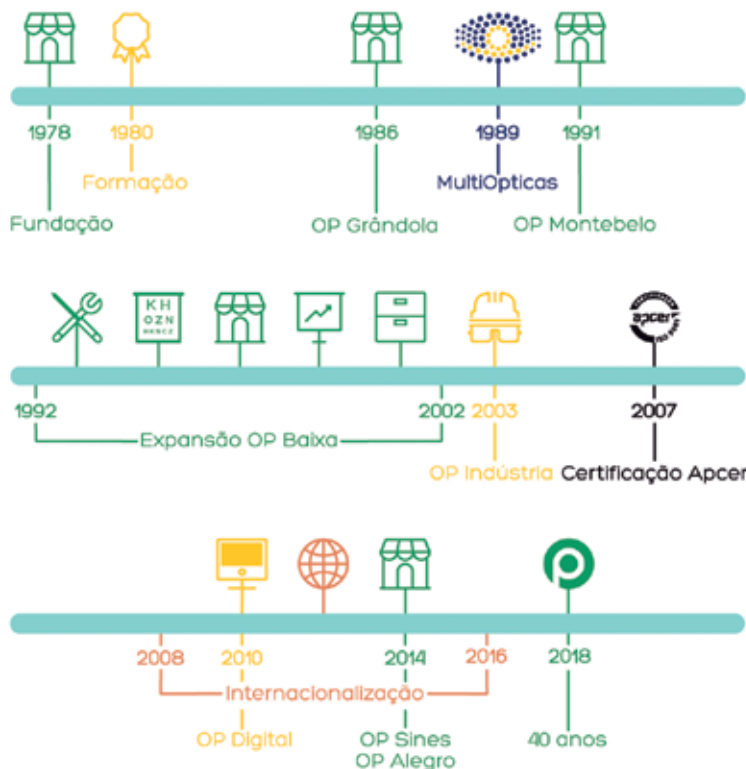 1978
1980
1986
1989
1991
Formação
MultiOpticas
Fundação
OP Grândola
OP Montebelo
KH
OZN
apcer
1992
2002
2003
2007
Expansão OP Baixa
OP Indústria
Certificação Apcer
2008
2010
2014
2016
2018
Internacionalização
OP Digital
OP Sines
40 anos
OP Alegro